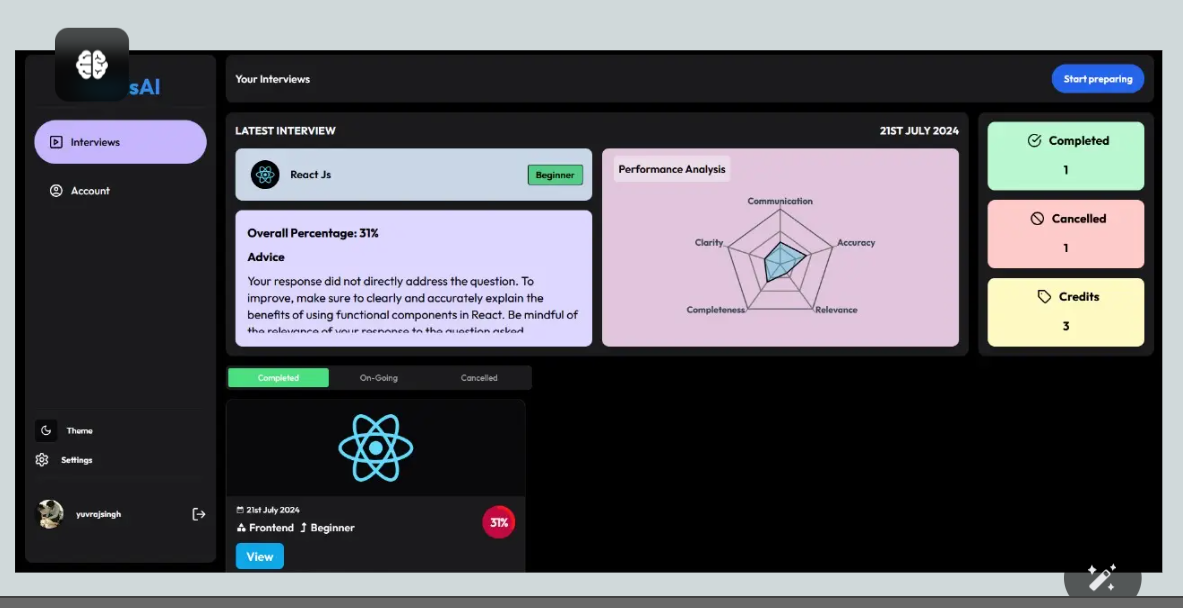 sAI
Your Interviews
Start preparing
Interviews
Account
LATEST INTERVIEW
21ST JULY 2024
React Js
Beginner
Overall Percentage: 31%
Advice
Your response did not directly address the question. To
improve, make sure to clearly and accurately explain the
benefits of using functional components in React. Be mindful of
the relevance of your response to the question asked
Performance Analysis
Communication
Clarity
Accuracy
Completeness
Relevance
Completed
1
Cancelled
1
Credits
3
Completed
On-Going
Cancelled
21st July 2024
Frontend
Beginner
31%
View
Theme
Settings
yuvrajsingh